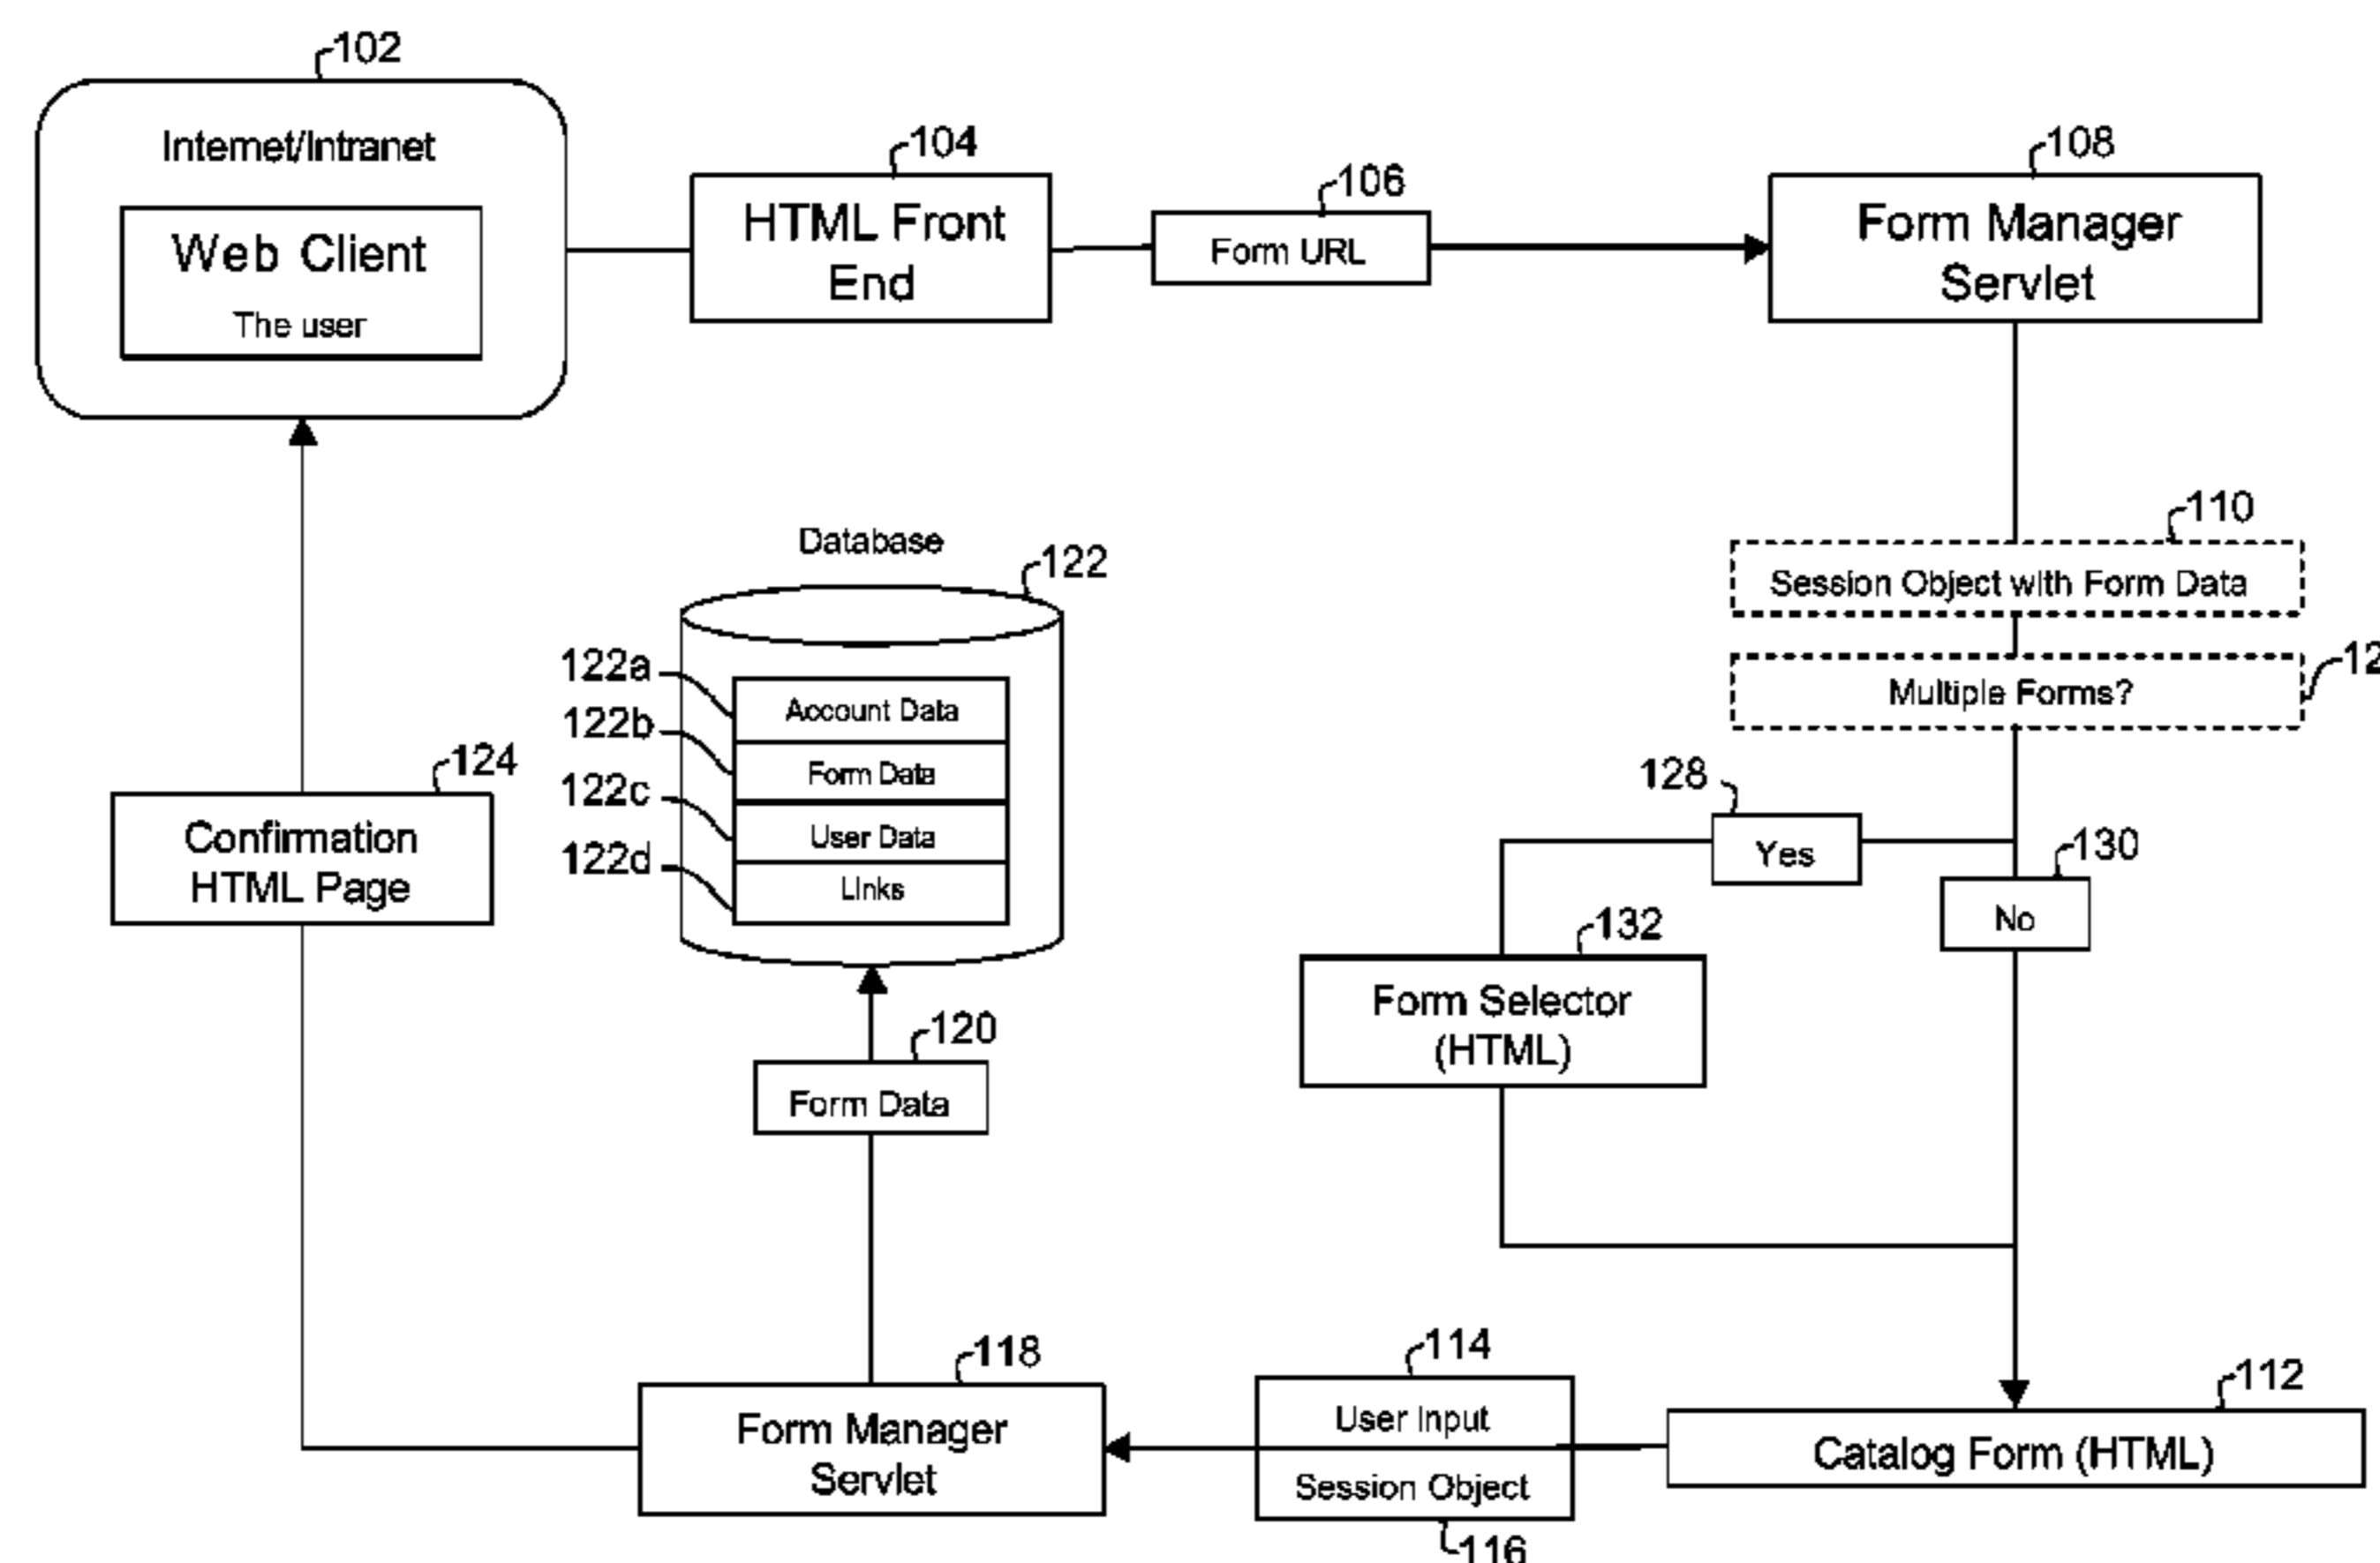 102
Internet/Intranet
Web Client
The user
104
HTML Front
End
106
Form URL
108
Form Manager
Servlet
110
Session Object with Form Data
Multiple Forms?
128
Yes
130
No
132
Form Selector
(HTML)
Database
122
122a
Account Data
122b
Form Data
122c
User Data
122d
Links
124
Confirmation
HTML Page
120
Form Data
118
Form Manager
Servlet
114
User Input
Session Object
116
112
Catalog Form (HTML)